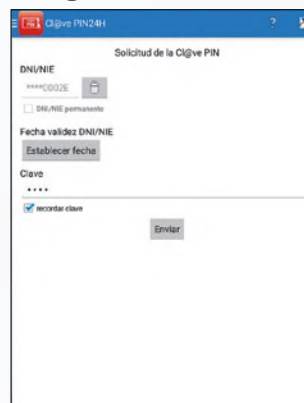 Cl@ve PIN24H ?
Solicitud de la Cl@ve PIN
DNI/NIE
****0002E
DNI/NIE permanente
Fecha validez DNI/NIE
Establecer fecha
Clave
••••
recordar clave
Enviar